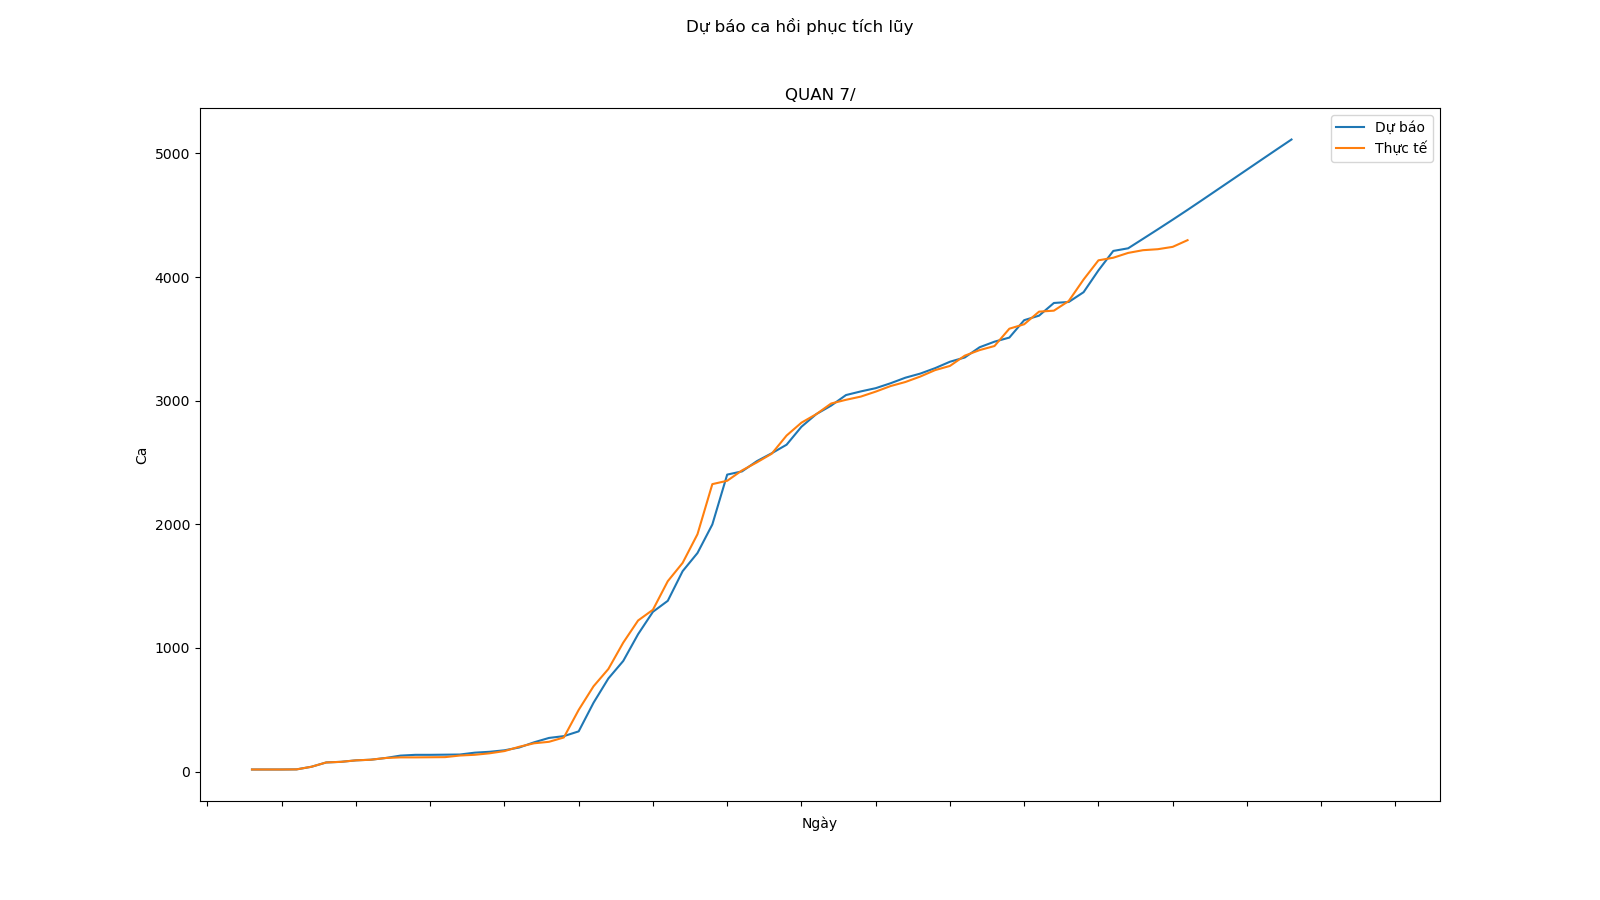 Dự báo ca hồi phục tích lũy
QUAN 7/
Dự báo
Thực tế
5000
4000
3000
2000
1000
0
Ca
Ngày